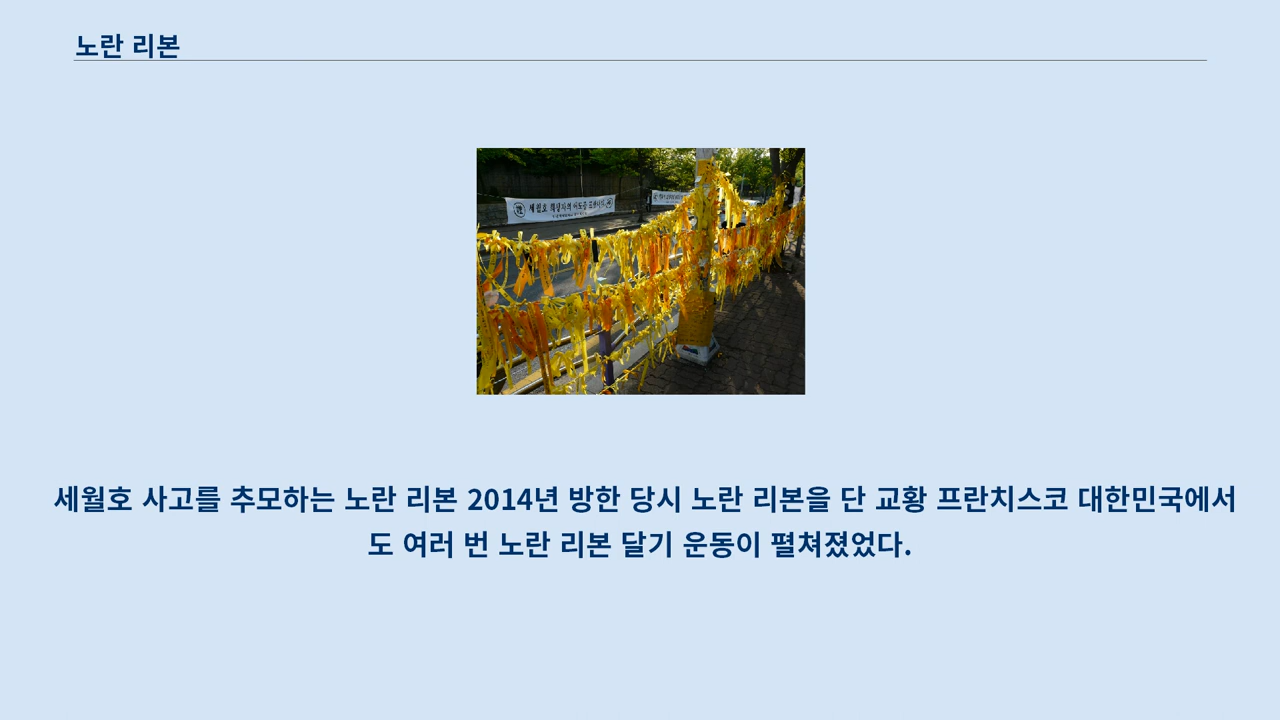 노란 리본
세월호
세월호 사고를 추모하는 노란 리본 2014년 방한 당시 노란 리본을 단 교황 프란치스코 대한민국에서
도 여러 번 노란 리본 달기 운동이 펼쳐졌었다.